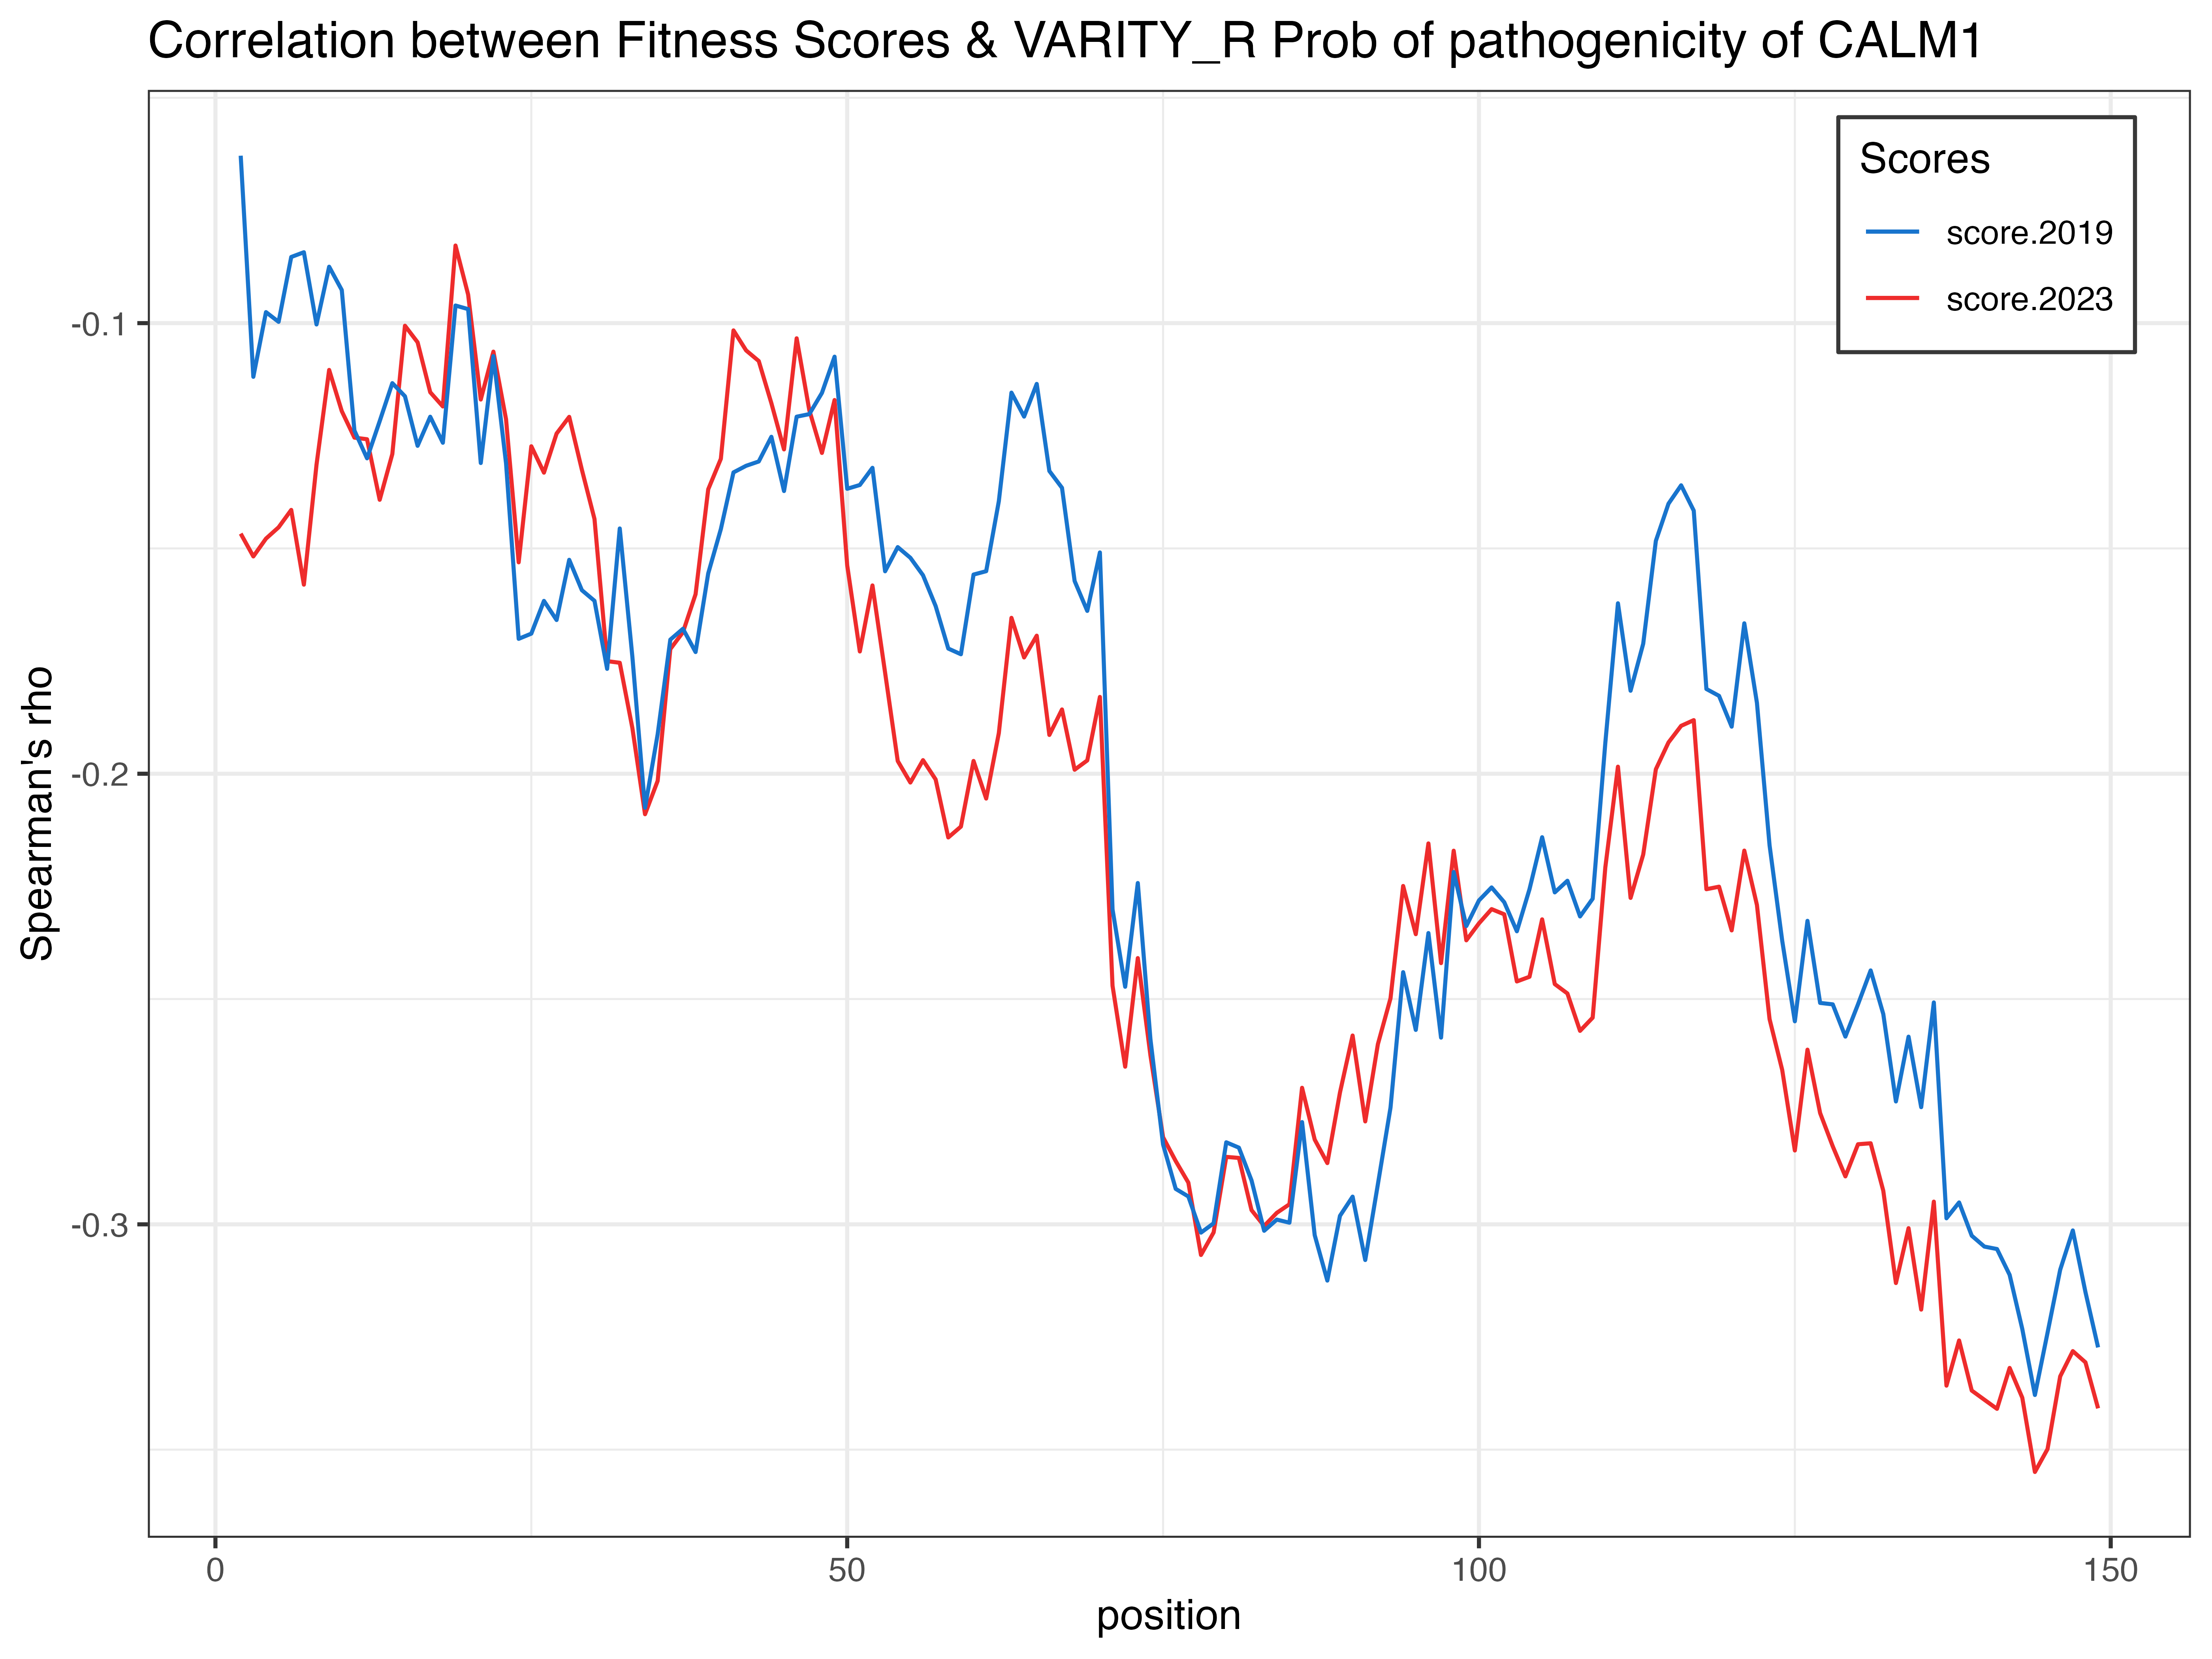 Correlation between Fitness Scores & VARITY_R Prob of pathogenicity of CALM1
Scores
score.2019
score.2023
-0.1
-0.2
-0.3
Spearman's rho
0
50
100
150
position